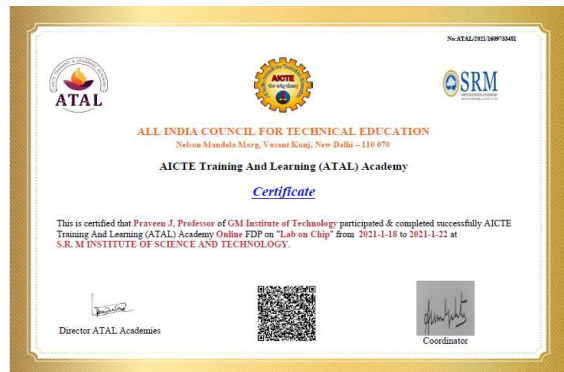 No:ATAL/2021/1609733481
ATAL
AICTE
SRM
ALL INDIA COUNCIL FOR TECHNICAL EDUCATION
Nelson Mandela Marg, Vasant Kunj, New Delhi – 110 070
AICTE Training And Learning (ATAL) Academy
Certificate
This is certified that Praveen J, Professor of GM Institute of Technology participated & completed successfully AICTE
Training And Learning (ATAL) Academy Online FDP on "Lab on Chip" from 2021-1-18 to 2021-1-22 at
S.R. M INSTITUTE OF SCIENCE AND TECHNOLOGY.
Director ATAL Academies
Coordinator